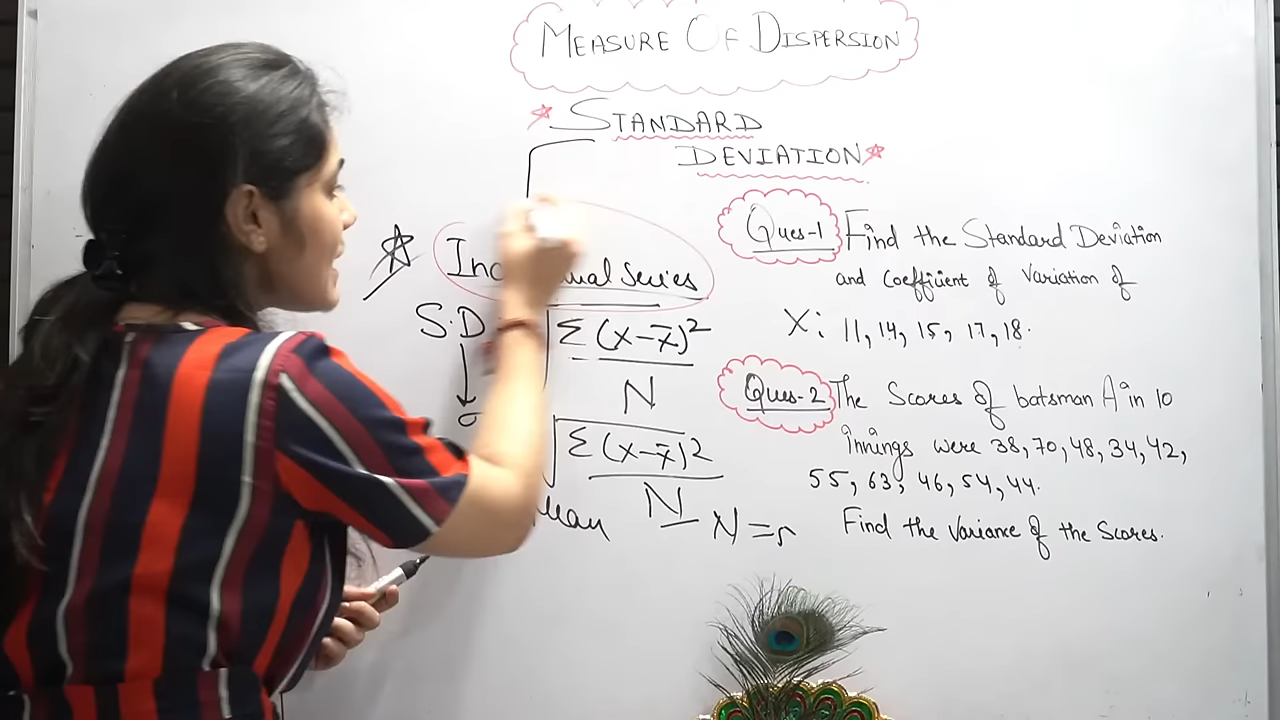 MEASURE OF DISPERSION
STANDARD
DEVIATION
Series
S.D
Σ(x-x̄)²
N
σ
Σ(x-x̄)²
N
N =
Ques-1 Find the Standard Deviation
and Coefficient of Variation of
X: 11, 14, 15, 17, 18.
Ques-2 The Scores of batsman A in 10
innings were 38, 70, 48, 34, 42,
55, 63, 46, 54, 44.
Find the Variance of the Scores.